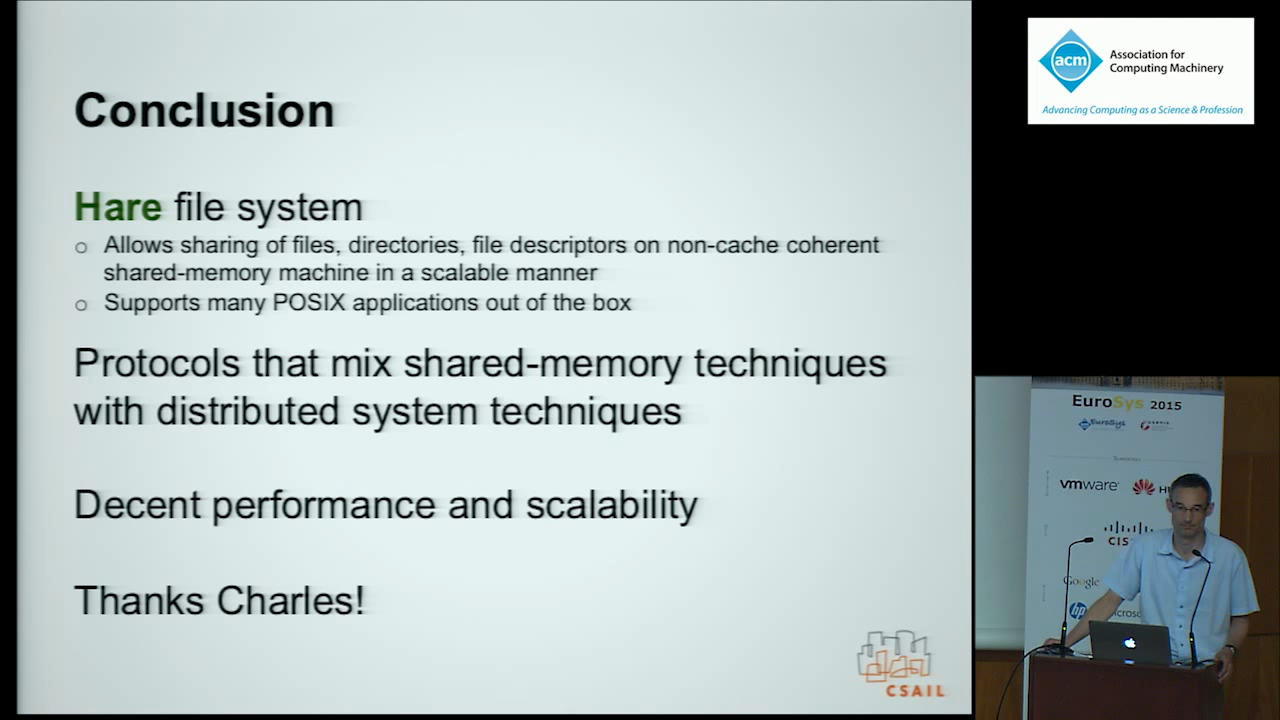 Conclusion
Hare file system
o Allows sharing of files, directories, file descriptors on non-cache coherent
shared-memory machine in a scalable manner
o Supports many POSIX applications out of the box
Protocols that mix shared-memory techniques
with distributed system techniques
Decent performance and scalability
Thanks Charles!
CSAIL
acm
Association for
Computing Machinery
Advancing Computing as a Science & Profession
EuroSys 2015
EuroSys
vmware
CIS
Google
hp